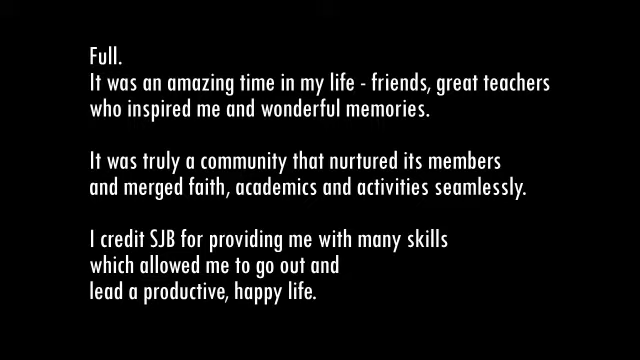 Full.
It was an amazing time in my life - friends, great teachers
who inspired me and wonderful memories.
It was truly a community that nurtured its members
and merged faith, academics and activities seamlessly.
I credit SJB for providing me with many skills
which allowed me to go out and
lead a productive, happy life.